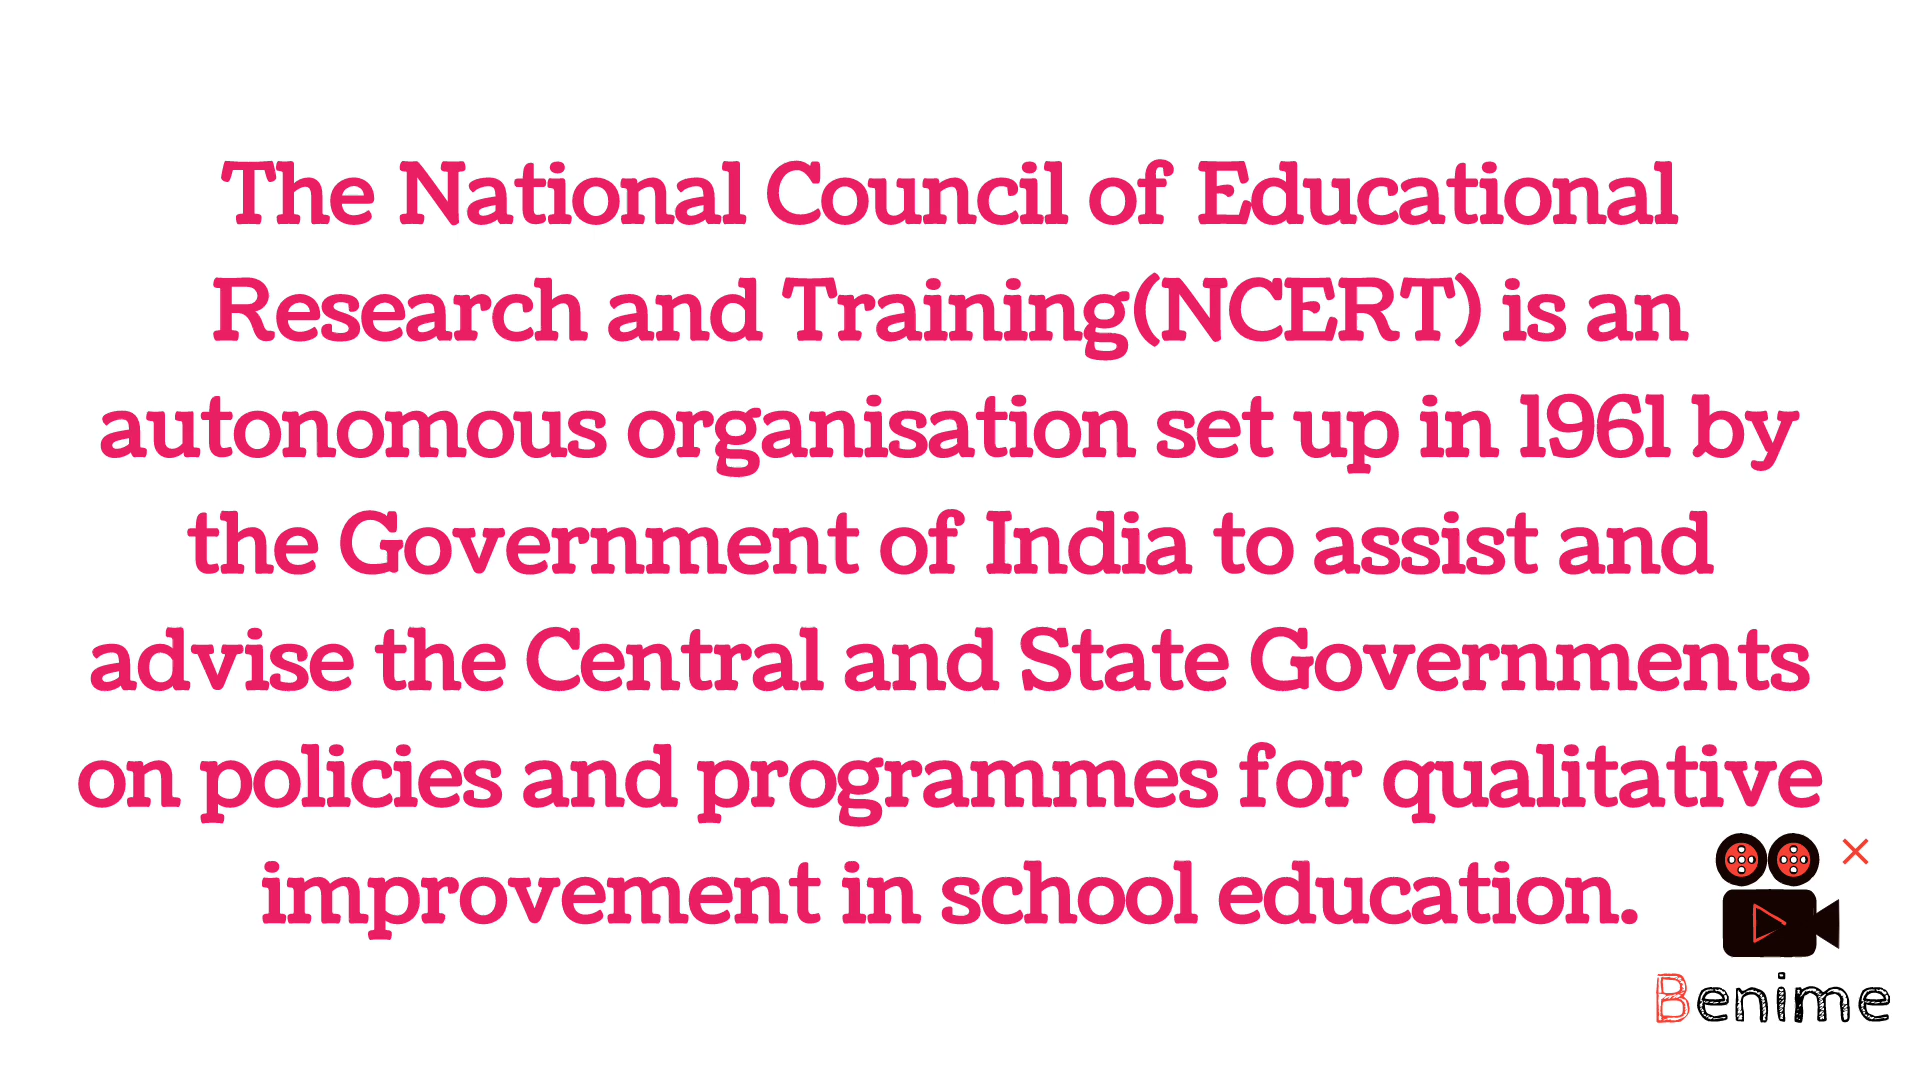 The National Council of Educational
Research and Training(NCERT) is an
autonomous organisation set up in 1961 by
the Government of India to assist and
advise the Central and State Governments
on policies and programmes for qualitative
improvement in school education.
Benime